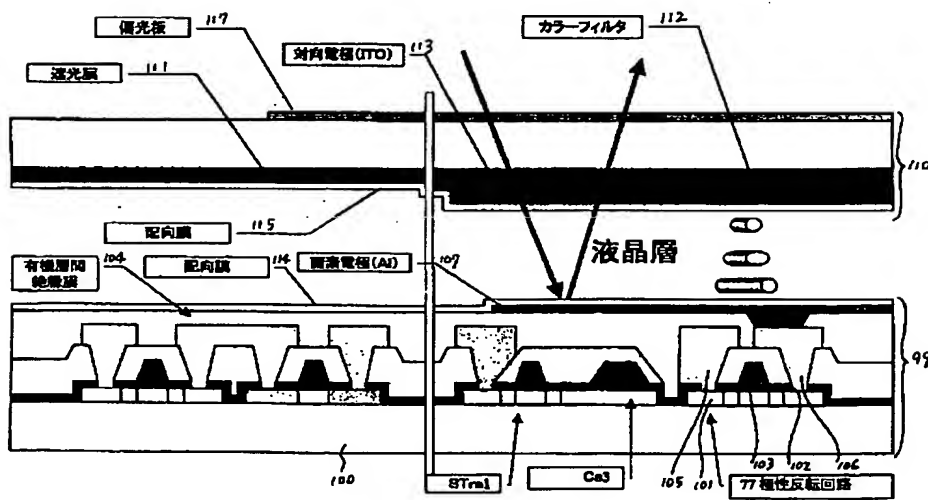 偏光板
117
遮光膜
111
対向電極(ITO)
113
カラーフィルタ
112
110
配向膜
115
有機層間
絶縁膜
104
配向膜
114
画素電極(Al)
107
液晶層
99
100
STra1
Ca3
105
101
103
102
106
77極性反転回路